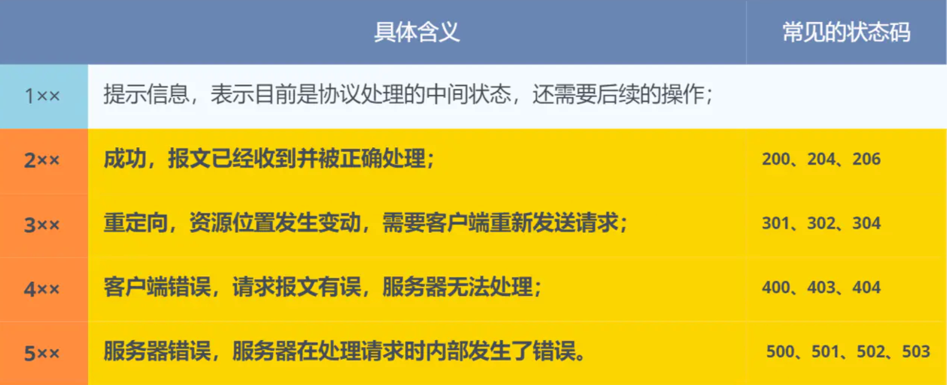 具体含义 常见的状态码
1×× 提示信息，表示目前是协议处理的中间状态，还需要后续的操作；
2×× 成功，报文已经收到并被正确处理； 200、204、206
3×× 重定向，资源位置发生变动，需要客户端重新发送请求； 301、302、304
4×× 客户端错误，请求报文有误，服务器无法处理； 400、403、404
5×× 服务器错误，服务器在处理请求时内部发生了错误。 500、501、502、503